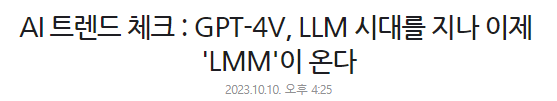 AI 트렌드 체크 : GPT-4V, LLM 시대를 지나 이제
'LMM'이 온다
2023.10.10. 오후 4:25